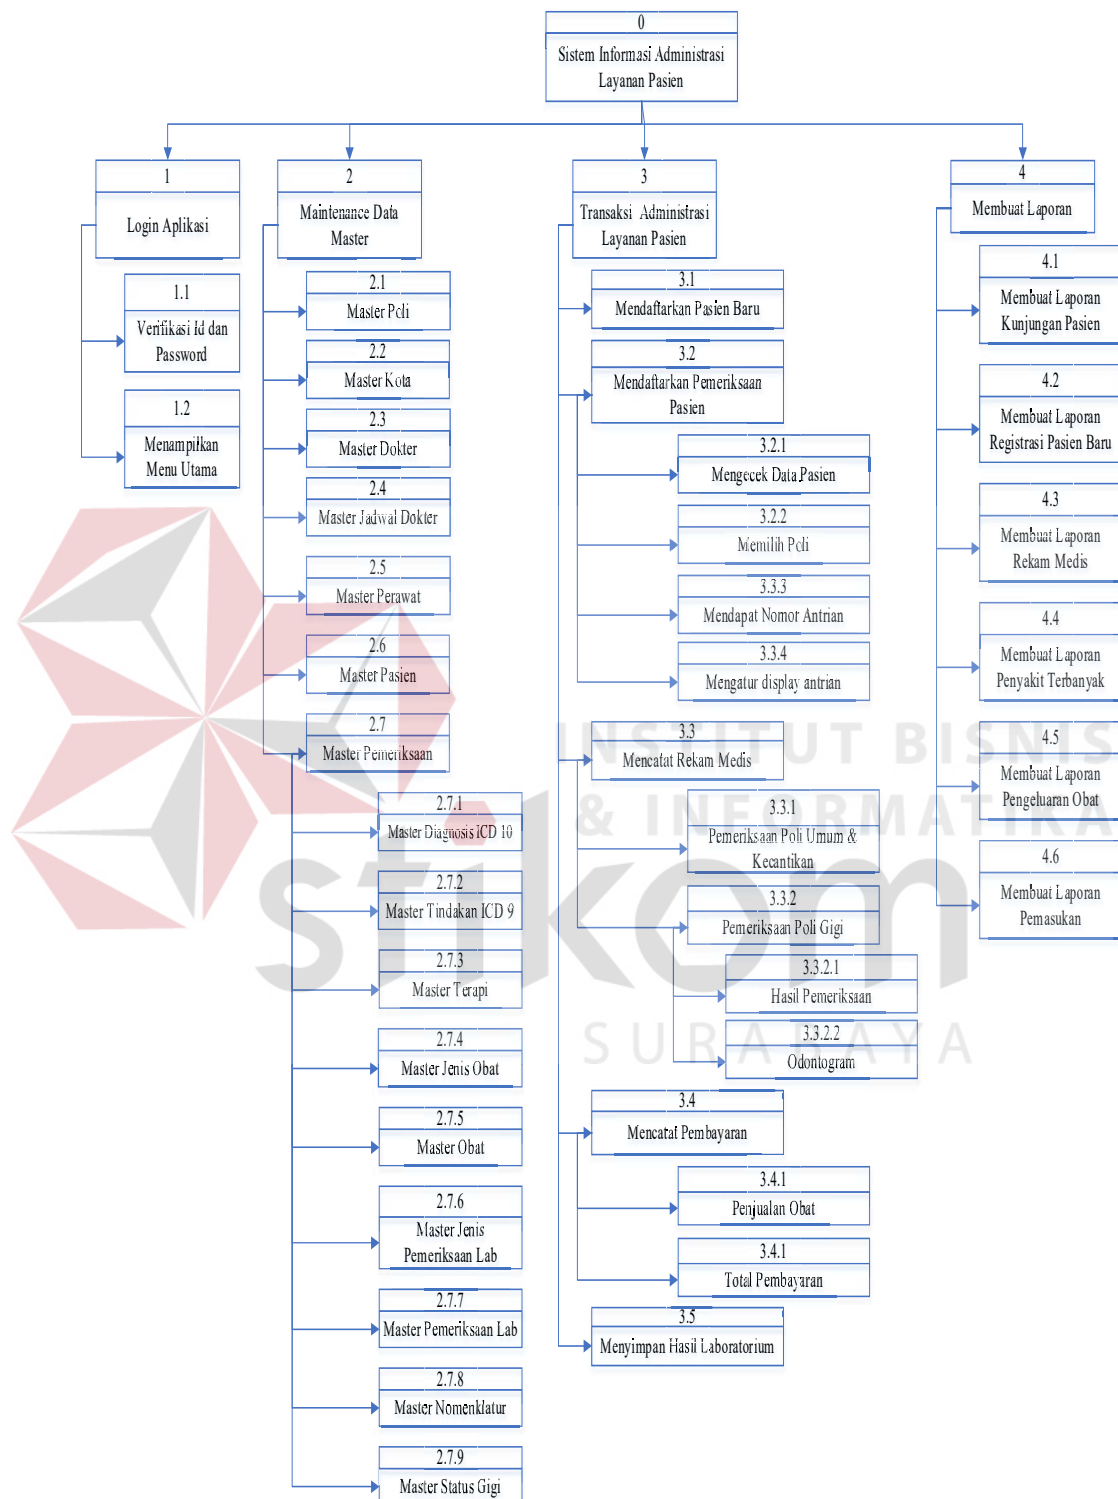 0
Sistem Informasi Administrasi
Layanan Pasien
1
Login Aplikasi
1.1
Verifikasi Id dan
Password
1.2
Menampilkan
Menu Utama
2
Maintenance Data
Master
2.1
Master Poli
2.2
Master Kota
2.3
Master Dokter
2.4
Master Jadwal Dokter
2.5
Master Perawat
2.6
Master Pasien
2.7
Master Pemeriksaan
2.7.1
Master Diagnosis ICD 10
2.7.2
Master Tindakan ICD 9
2.7.3
Master Terapi
2.7.4
Master Jenis Obat
2.7.5
Master Obat
2.7.6
Master Jenis
Pemeriksaan Lab
2.7.7
Master Pemeriksaan Lab
2.7.8
Master Nomenklatur
2.7.9
Master Status Gigi
3
Transaksi Administrasi
Layanan Pasien
3.1
Mendaftarkan Pasien Baru
3.2
Mendaftarkan Pemeriksaan
Pasien
3.2.1
Mengecek Data Pasien
3.2.2
Memilih Poli
3.3.3
Mendapat Nomor Antrian
3.3.4
Mengatur display antrian
3.3
Mencatat Rekam Medis
3.3.1
Pemeriksaan Poli Umum &
Kecantikan
3.3.2
Pemeriksaan Poli Gigi
3.3.2.1
Hasil Pemeriksaan
3.3.2.2
Odontogram
3.4
Mencatat Pembayaran
3.4.1
Penjualan Obat
3.4.1
Total Pembayaran
3.5
Menyimpan Hasil Laboratorium
4
Membuat Laporan
4.1
Membuat Laporan
Kunjungan Pasien
4.2
Membuat Laporan
Registrasi Pasien Baru
4.3
Membuat Laporan
Rekam Medis
4.4
Membuat Laporan
Penyakit Terbanyak
4.5
Membuat Laporan
Pengeluaran Obat
4.6
Membuat Laporan
Pemasukan
INSTITUT BISNIS
& INFORMATIKA
stikom
SURABAYA